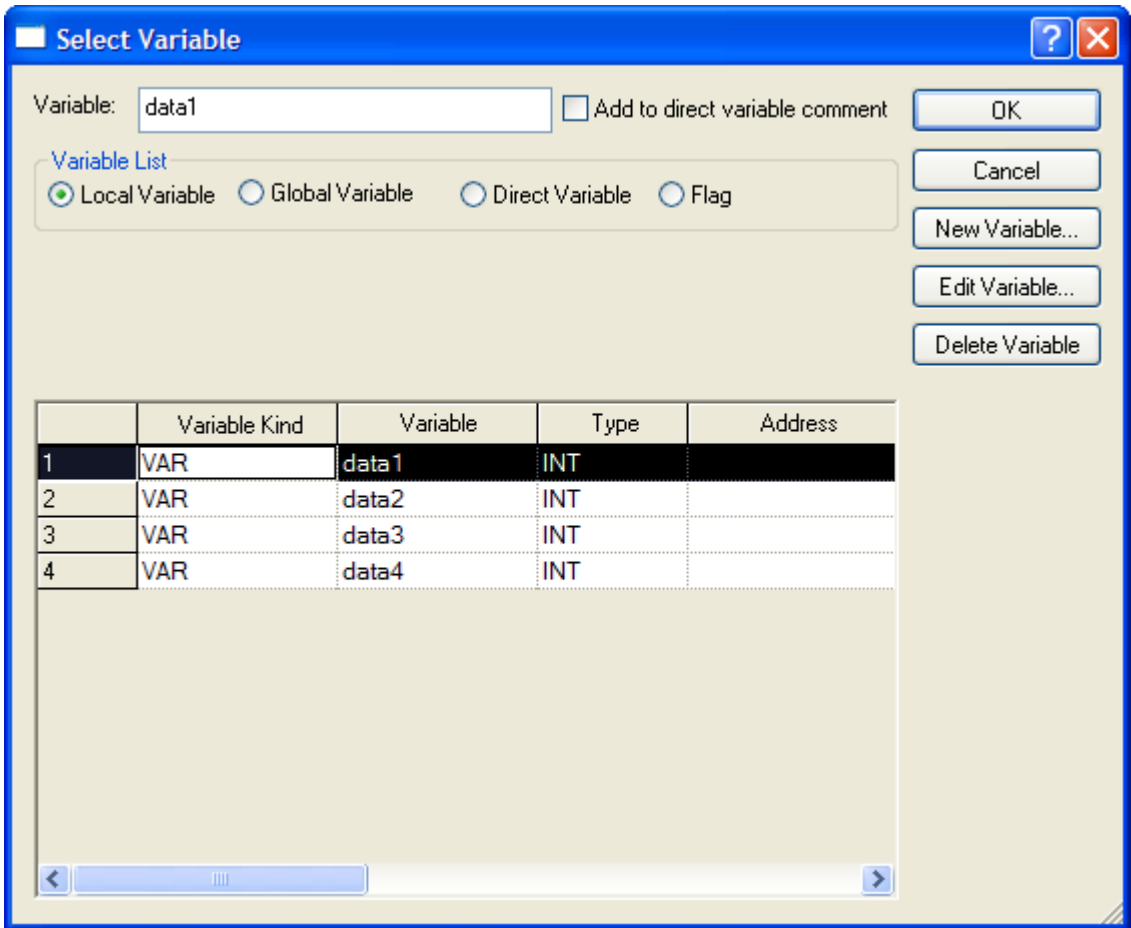 Select Variable
Variable: data1 Add to direct variable comment OK
Variable List Cancel
Local Variable Global Variable Direct Variable Flag
New Variable...
Edit Variable...
Delete Variable
Variable Kind Variable Type Address
1 VAR data1 INT
2 VAR data2 INT
3 VAR data3 INT
4 VAR data4 INT